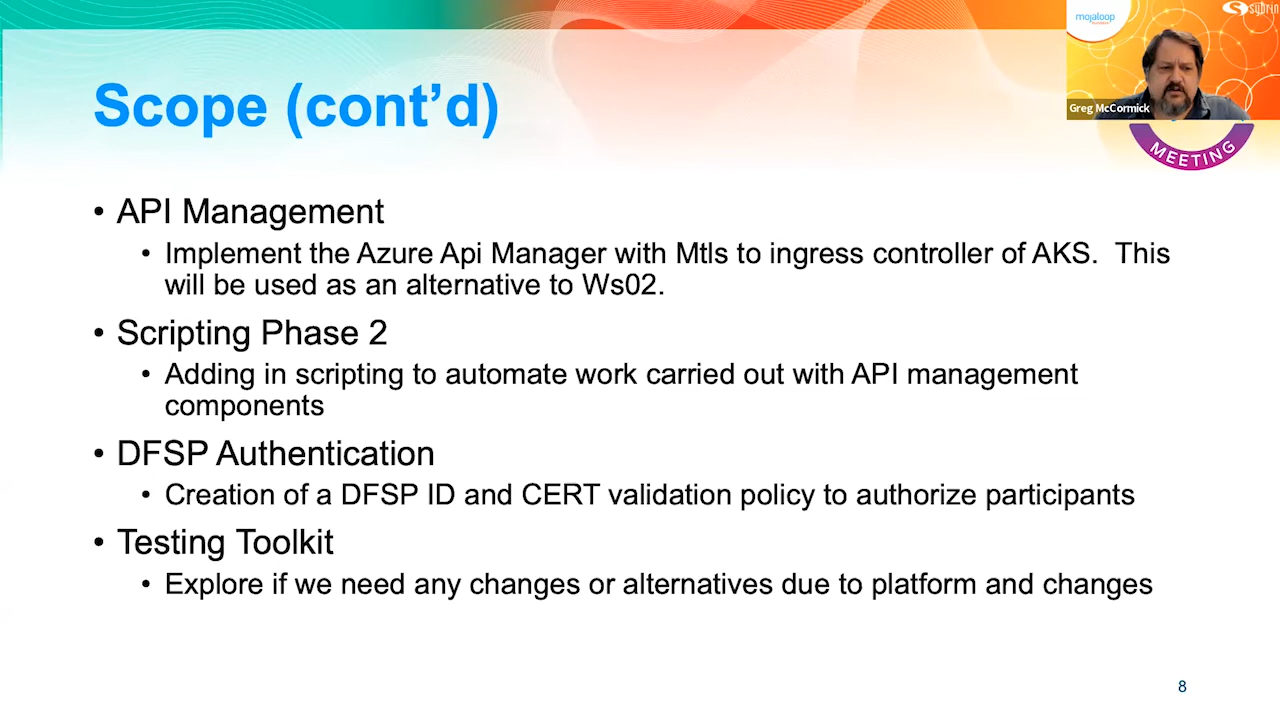 mojaloop
sybrin
Greg McCormick
MEETING
Scope (cont’d)
• API Management
• Implement the Azure Api Manager with Mtls to ingress controller of AKS.  This
will be used as an alternative to Ws02.
• Scripting Phase 2
• Adding in scripting to automate work carried out with API management
components
• DFSP Authentication
• Creation of a DFSP ID and CERT validation policy to authorize participants
• Testing Toolkit
• Explore if we need any changes or alternatives due to platform and changes
8